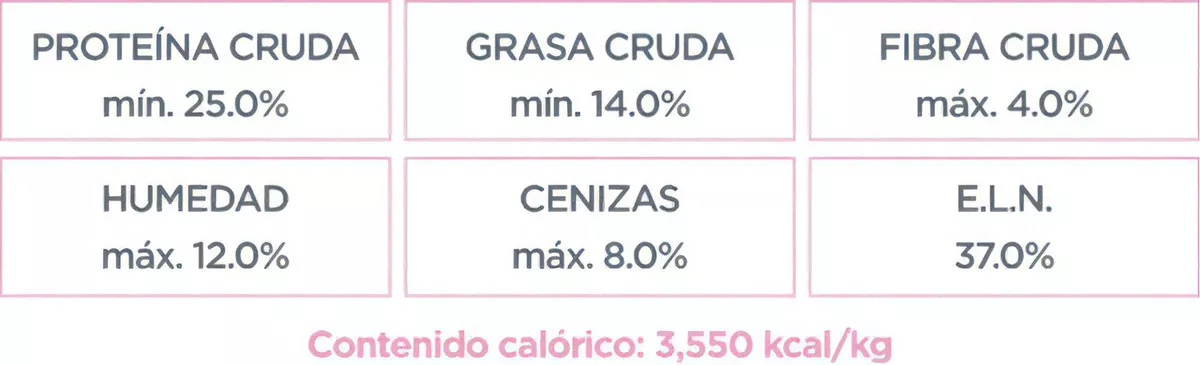 PROTEÍNA CRUDA
mín. 25.0%
GRASA CRUDA
mín. 14.0%
FIBRA CRUDA
máx. 4.0%
HUMEDAD
máx. 12.0%
CENIZAS
máx. 8.0%
E.L.N.
37.0%
Contenido calórico: 3,550 kcal/kg